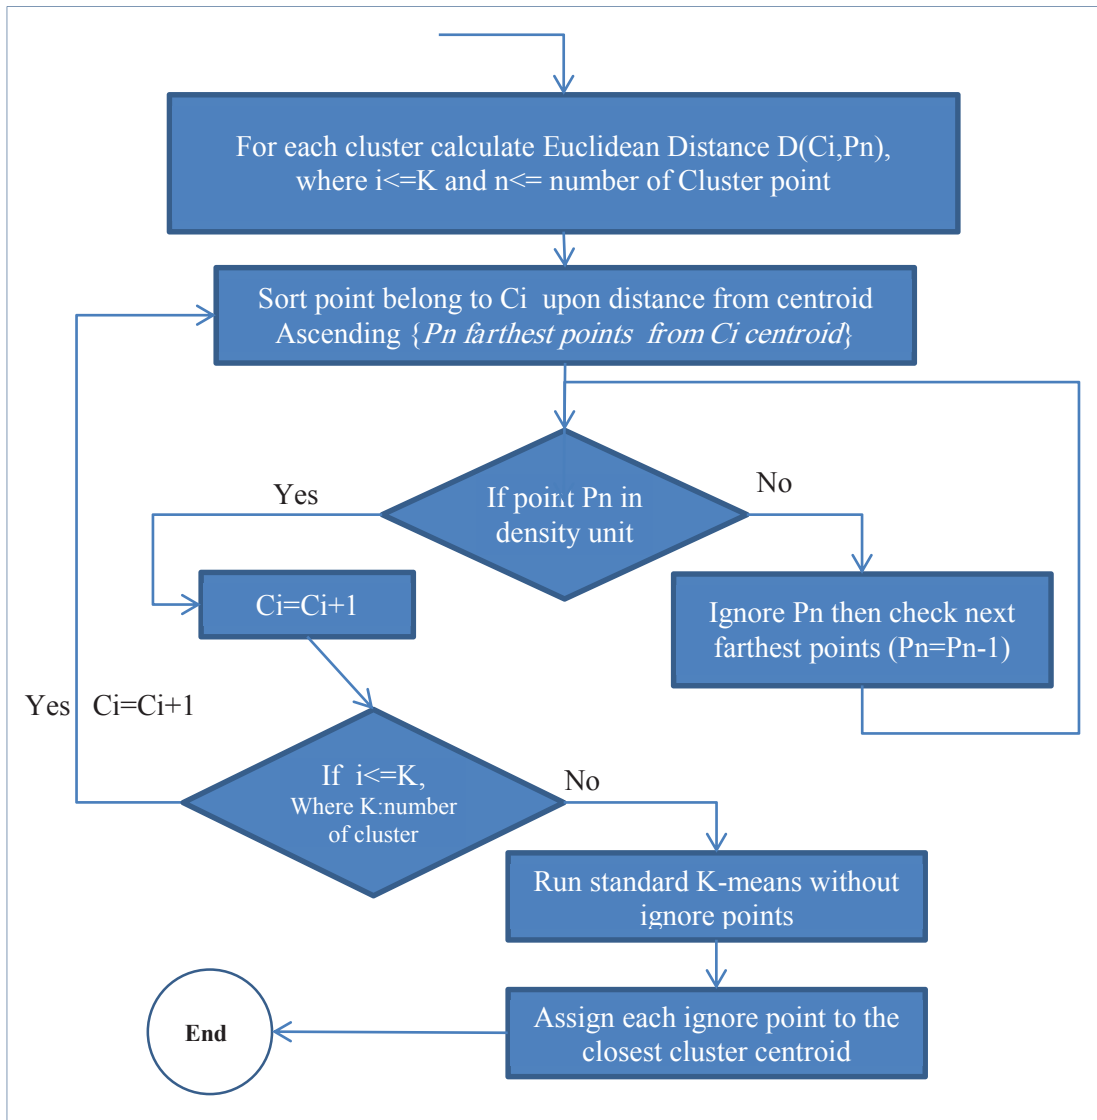 For each cluster calculate Euclidean Distance D(Ci,Pn),
where i<=K and n<= number of Cluster point
Sort point belong to Ci upon distance from centroid
Ascending {Pn farthest points from Ci centroid}
If point Pn in
density unit
Yes
No
Ci=Ci+1
Ignore Pn then check next
farthest points (Pn=Pn-1)
Yes
Ci=Ci+1
If i<=K,
Where K:number
of cluster
No
Run standard K-means without
ignore points
Assign each ignore point to the
closest cluster centroid
End